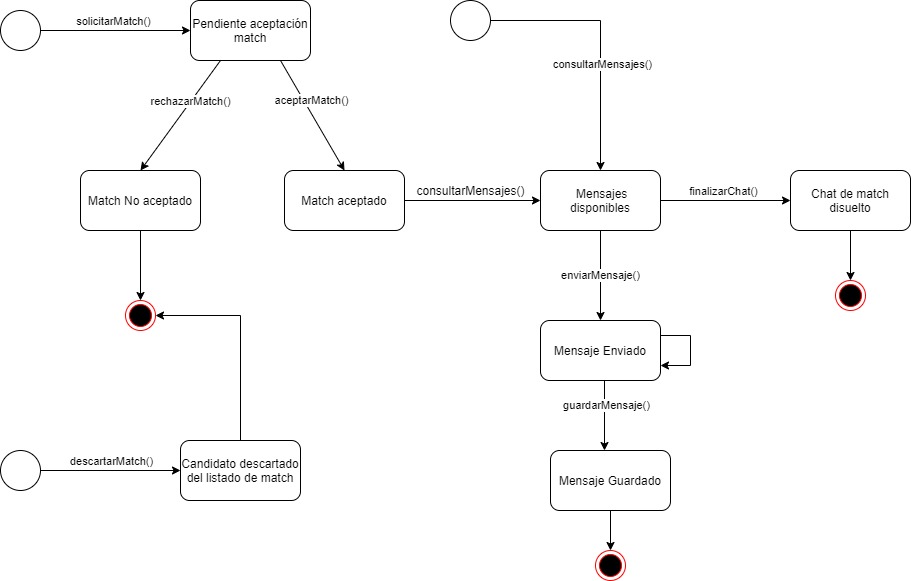 solicitarMatch()
Pendiente aceptación
match
consultarMensajes()
rechazarMatch()
aceptarMatch()
Match No aceptado
Match aceptado
consultarMensajes()
Mensajes
disponibles
finalizarChat()
Chat de match
disuelto
enviarMensaje()
Mensaje Enviado
guardarMensaje()
descartarMatch()
Candidato descartado
del listado de match
Mensaje Guardado